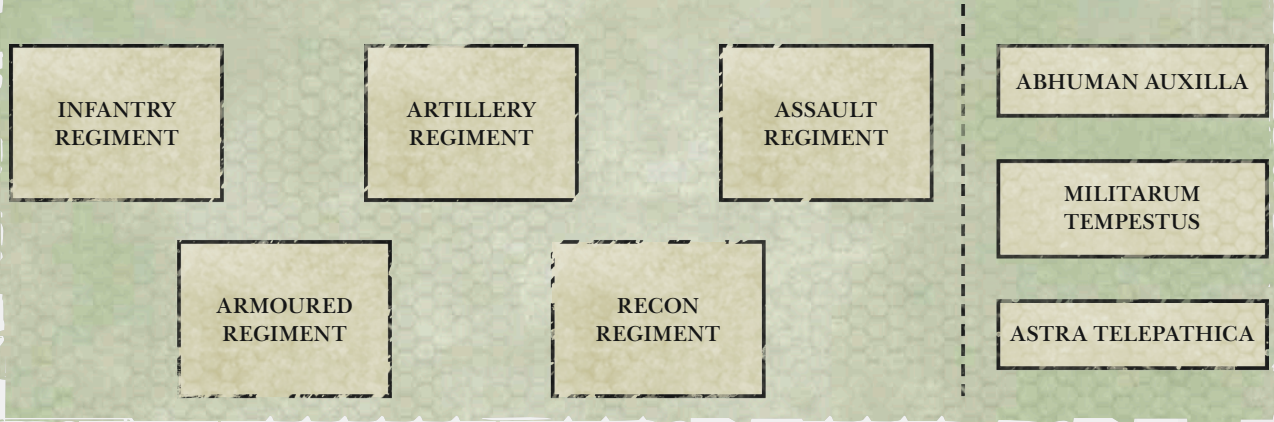 INFANTRY
REGIMENT
ARTILLERY
REGIMENT
ASSAULT
REGIMENT
ARMOURED
REGIMENT
RECON
REGIMENT
ABHUMAN AUXILLA
MILITARUM
TEMPESTUS
ASTRA TELEPATHICA